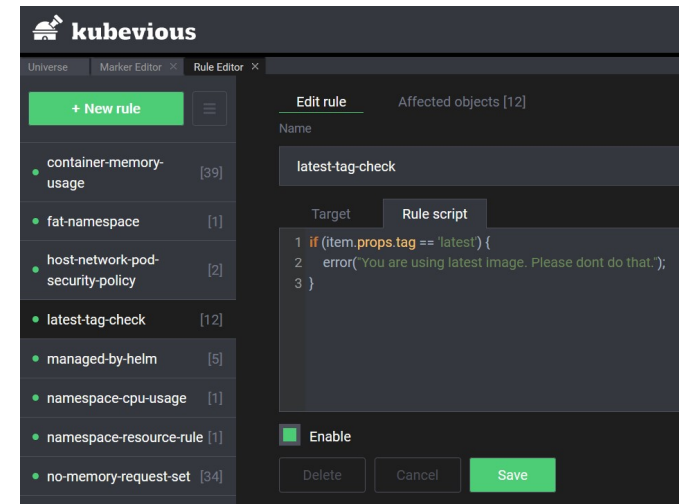 kubevious
Universe Marker Editor × Rule Editor ×
+ New rule
container-memory-
usage [39]
fat-namespace [1]
host-network-pod-
security-policy [2]
latest-tag-check [12]
managed-by-helm [5]
namespace-cpu-usage [1]
namespace-resource-rule [1]
no-memory-request-set [34]
Edit rule Affected objects [12]
Name
latest-tag-check
Target Rule script
1 if (item.props.tag == 'latest') {
2 error("You are using latest image. Please dont do that.");
3 }
Enable
Delete Cancel Save